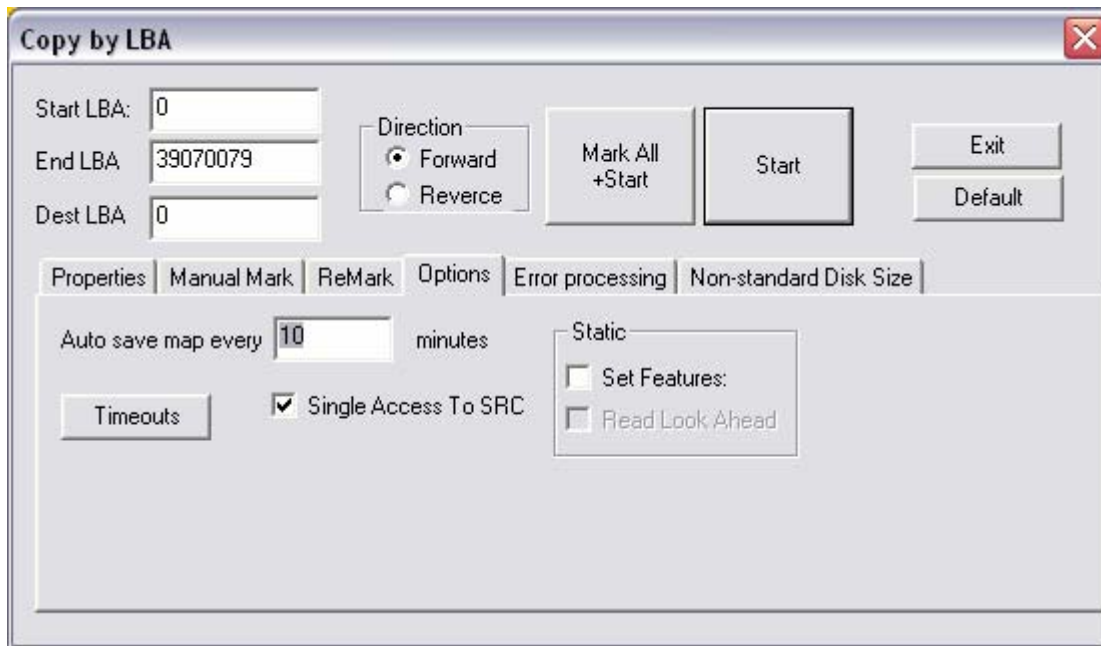 Copy by LBA
Start LBA: 0
End LBA 39070079
Dest LBA 0
Direction
Forward
Reverce
Mark All
+Start
Start
Exit
Default
Properties Manual Mark ReMark Options Error processing Non-standard Disk Size
Auto save map every 10 minutes
Timeouts
Single Access To SRC
Static
Set Features:
Read Look Ahead